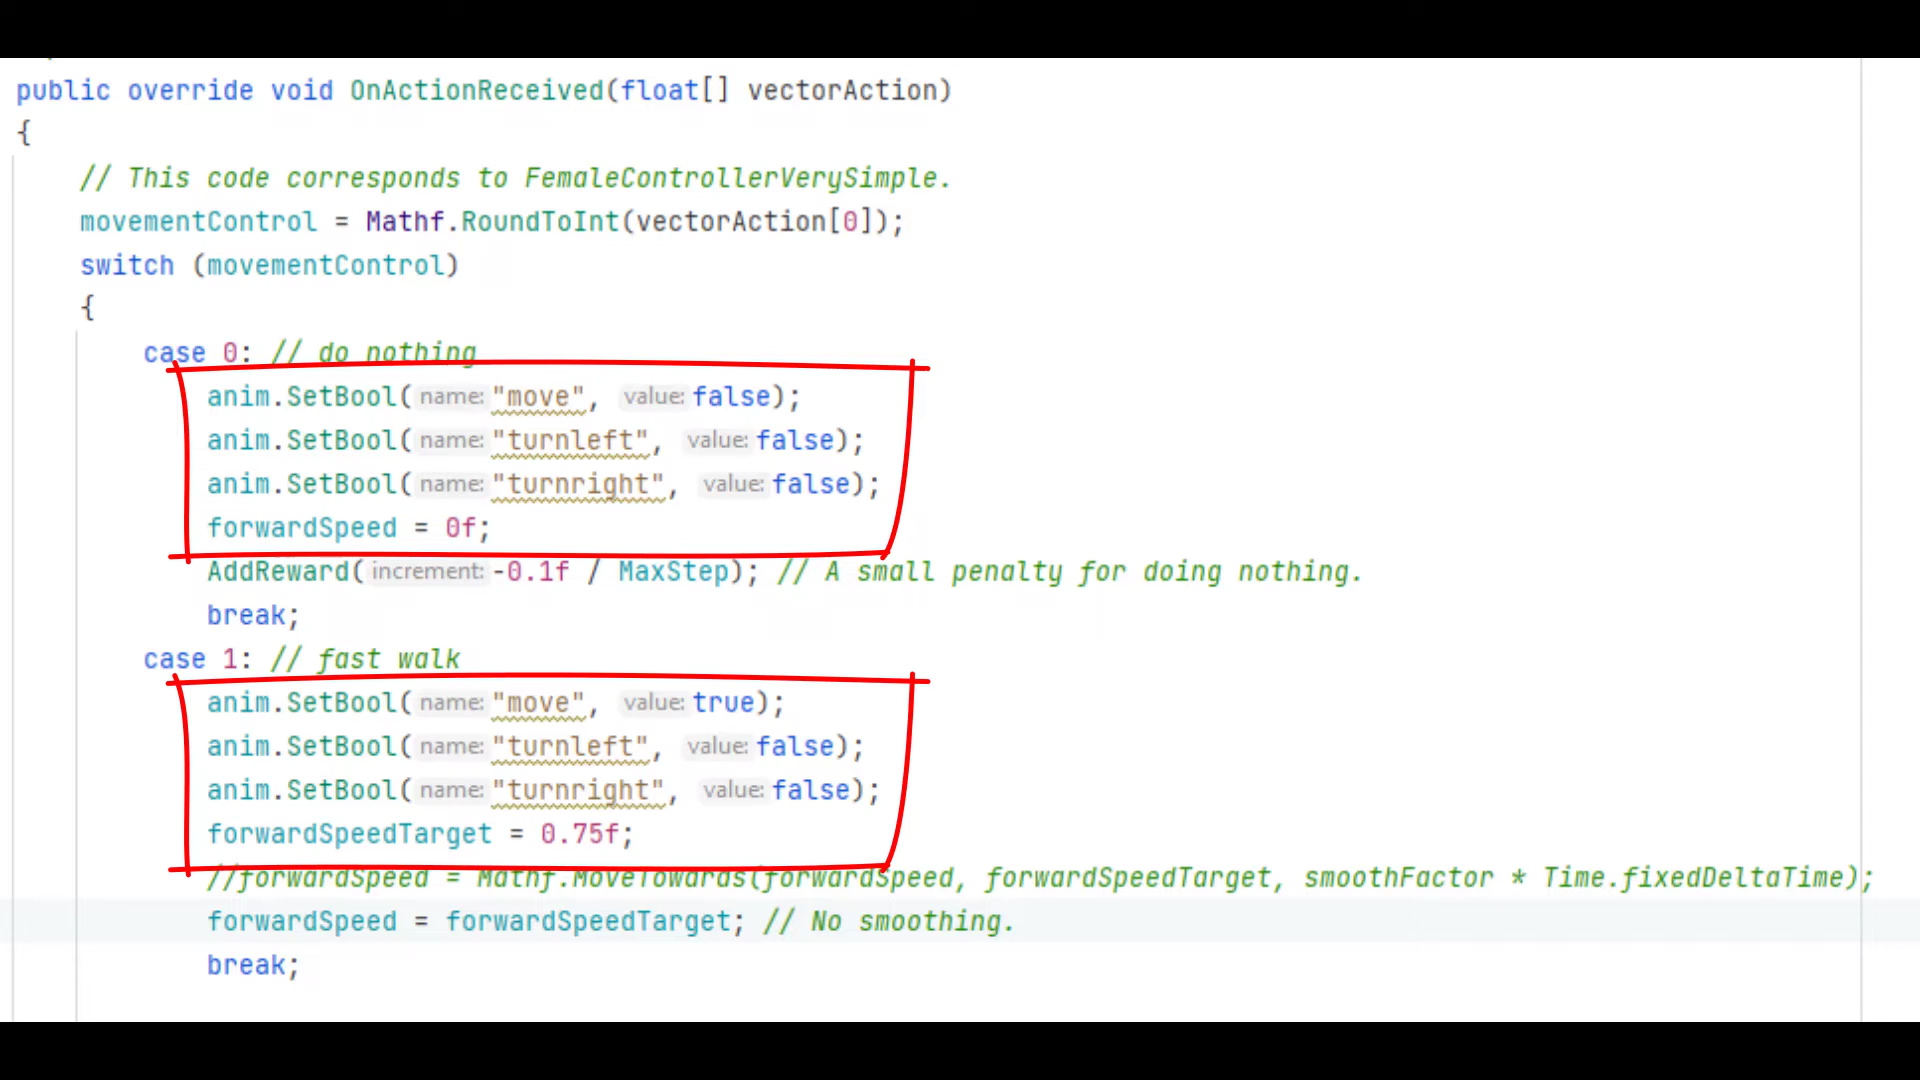 public override void OnActionReceived(float[] vectorAction)
{
// This code corresponds to FemaleControllerVerySimple.
movementControl = Mathf.RoundToInt(vectorAction[0]);
switch (movementControl)
{
case 0: // do nothing
anim.SetBool(name: "move", value: false);
anim.SetBool(name: "turnleft", value: false);
anim.SetBool(name: "turnright", value: false);
forwardSpeed = 0f;
AddReward(increment: -0.1f / MaxStep); // A small penalty for doing nothing.
break;
case 1: // fast walk
anim.SetBool(name: "move", value: true);
anim.SetBool(name: "turnleft", value: false);
anim.SetBool(name: "turnright", value: false);
forwardSpeedTarget = 0.75f;
//forwardSpeed = Mathf.MoveTowards(forwardSpeed, forwardSpeedTarget, smoothFactor * Time.fixedDeltaTime);
forwardSpeed = forwardSpeedTarget; // No smoothing.
break;